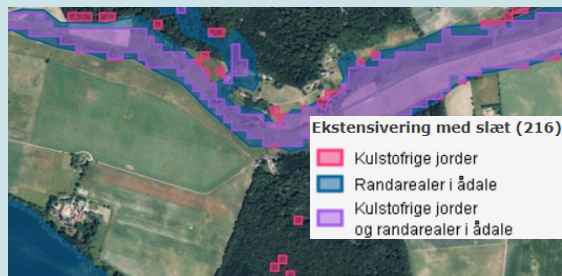 Ekstensivering med slæt (216)
Kulstofrige jorder
Randarealer i ådale
Kulstofrige jorder
og randarealer i ådale